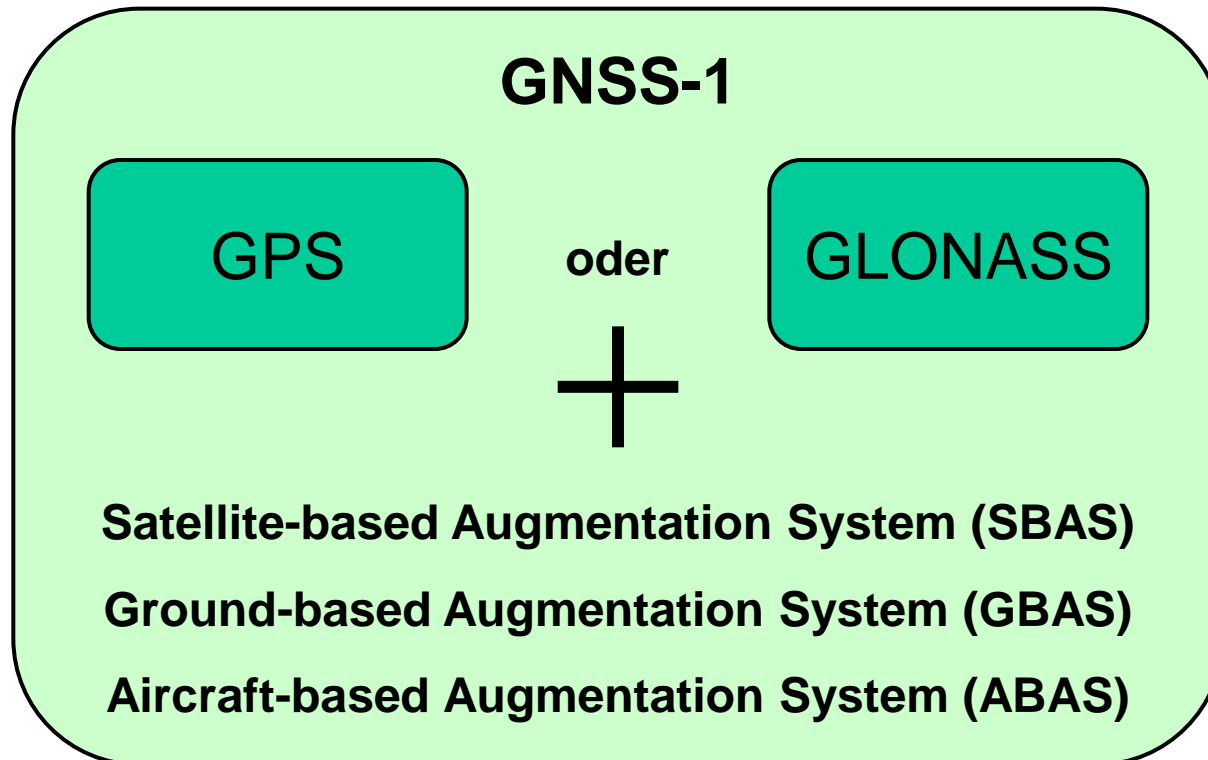 GNSS-1
GPS oder GLONASS
Satellite-based Augmentation System (SBAS)
Ground-based Augmentation System (GBAS)
Aircraft-based Augmentation System (ABAS)